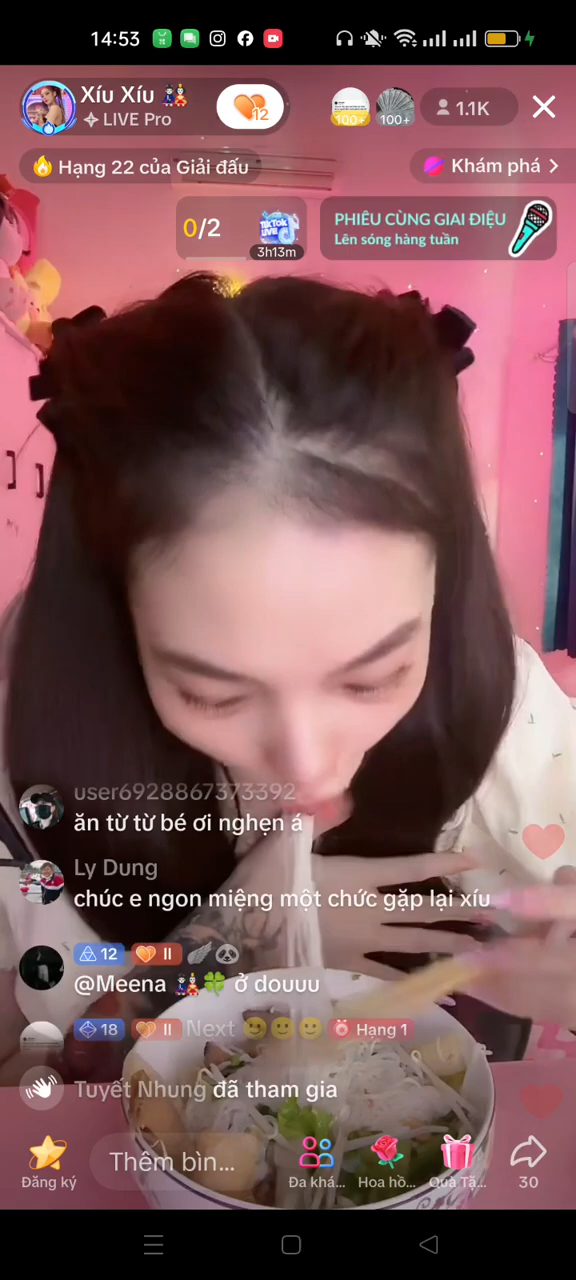 14:53
Xíu Xíu
LIVE Pro
12
100+
100+
1.1K
Hạng 22 của Giải đấu
Khám phá
0/2
TikTok LIVE
3h13m
PHIÊU CÙNG GIAI ĐIỆU
Lên sóng hàng tuần
user6928867373392
ăn từ từ bé ơi nghẹn á
Ly Dung
chúc e ngon miệng một chức gặp lại xíu
12 II
@Meena ở douuu
18 II Next Hạng 1
Tuyết Nhung đã tham gia
Đăng ký
Thêm bìn...
Đa khá...
Hoa hồ...
Quà Tặ...
30